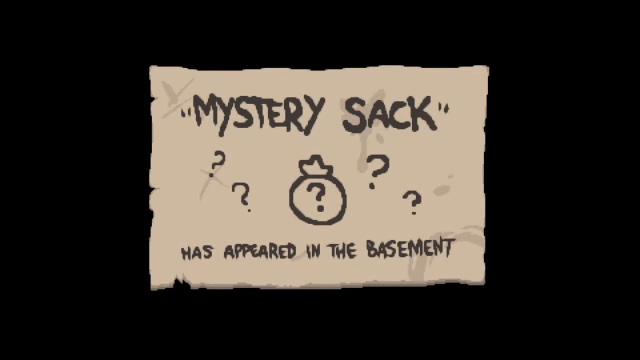 "MYSTERY SACK"
? ? ? ? ?
HAS APPEARED IN THE BASEMENT